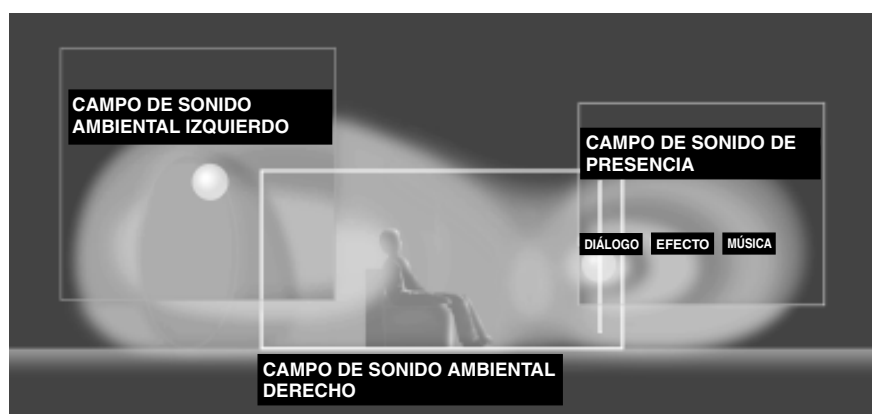 CAMPO DE SONIDO
AMBIENTAL IZQUIERDO
CAMPO DE SONIDO DE
PRESENCIA
DIÁLOGO EFECTO MÚSICA
CAMPO DE SONIDO AMBIENTAL
DERECHO